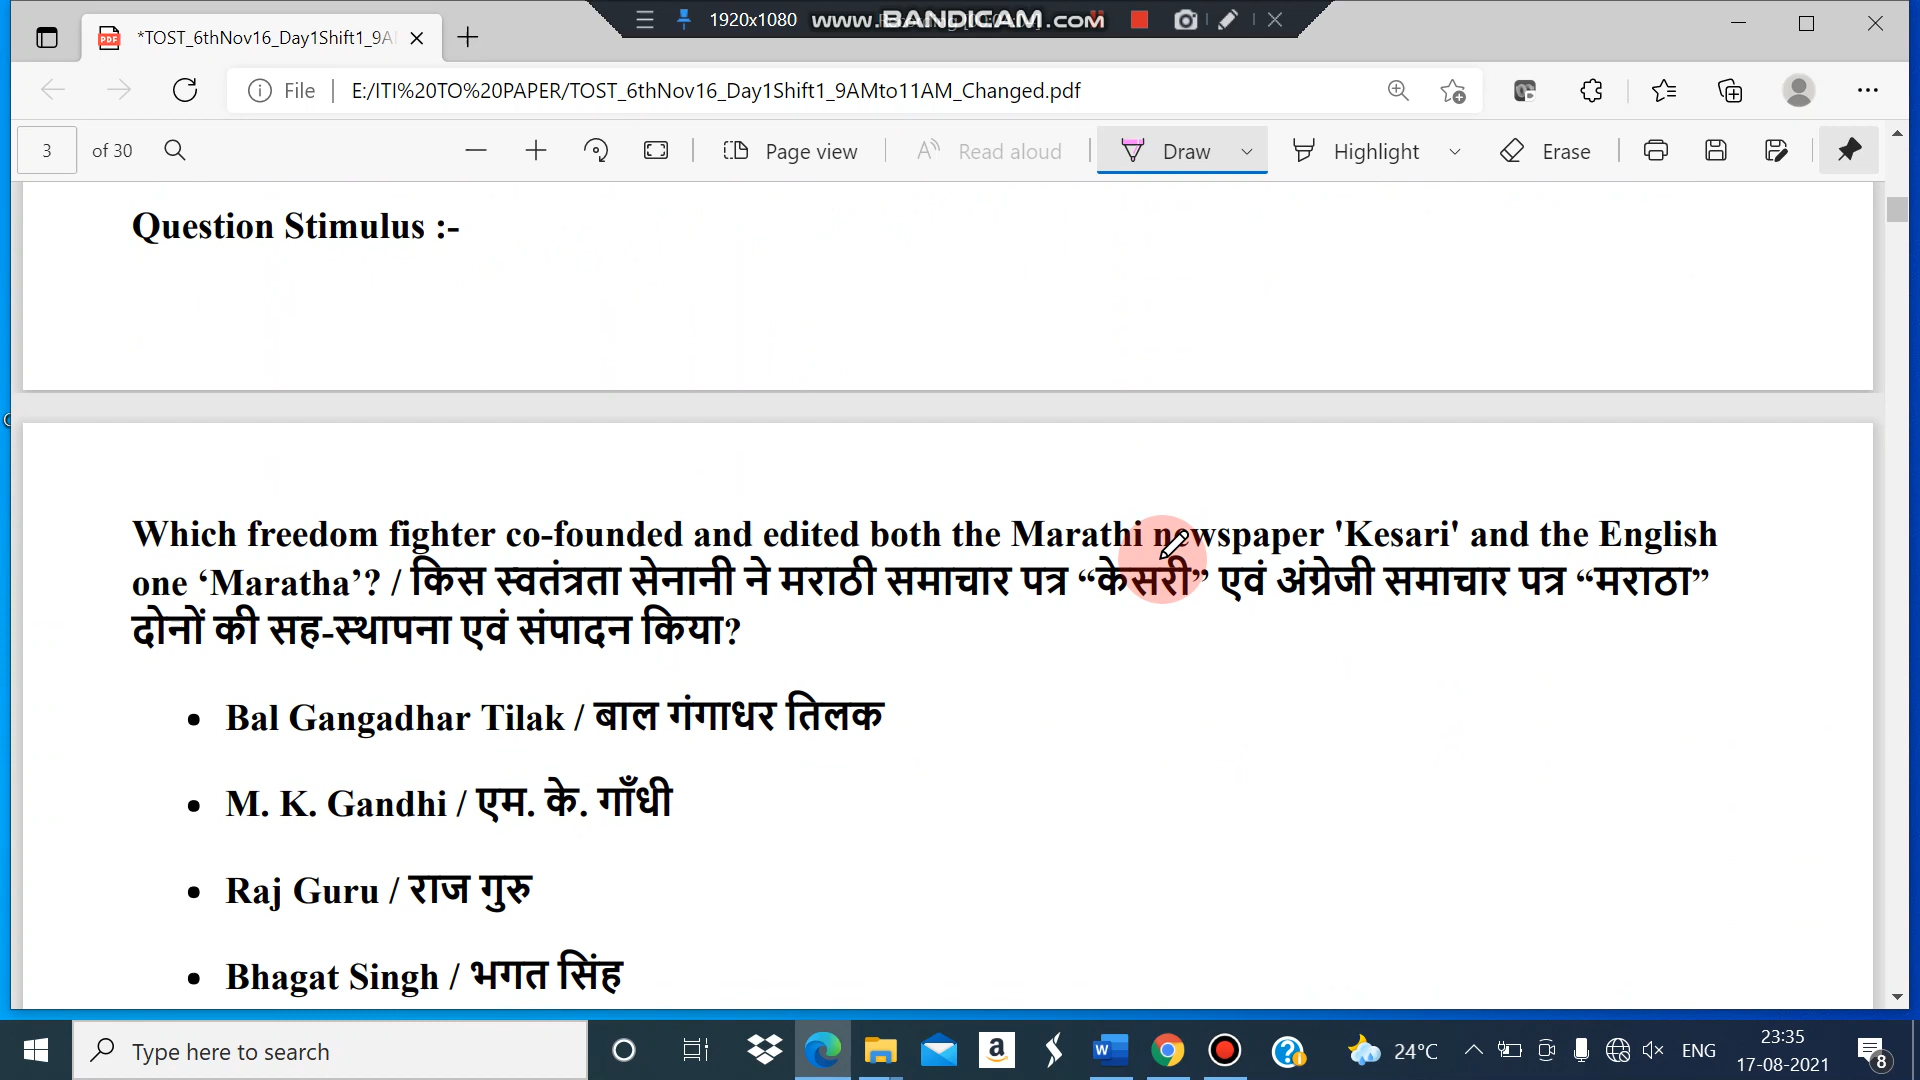 1920x1080 www.BANDICAM.com
*TOST_6thNov16_Day1Shift1_9A
File E:/ITI%20TO%20PAPER/TOST_6thNov16_Day1Shift1_9AMto11AM_Changed.pdf
3 of 30 Page view Read aloud Draw Highlight Erase
Question Stimulus :-
Which freedom fighter co-founded and edited both the Marathi newspaper 'Kesari' and the English
one ‘Maratha’? / किस स्वतंत्रता सेनानी ने मराठी समाचार पत्र “केसरी” एवं अंग्रेजी समाचार पत्र “मराठा”
दोनों की सह-स्थापना एवं संपादन किया?
• Bal Gangadhar Tilak / बाल गंगाधर तिलक
• M. K. Gandhi / एम. के. गाँधी
• Raj Guru / राज गुरु
• Bhagat Singh / भगत सिंह
Type here to search 24°C ENG 23:35
17-08-2021 8